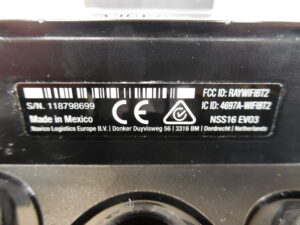 FCC ID: RAYWIFIBT2
S/N. 118798699
IC ID: 4697A-WIFIBT2
Made in Mexico
CE
NSS16 EVO3
Navico Logistics Europe B.V. | Donker Duyvisweg 56 | 3316 BM | Dordrecht | Netherlands